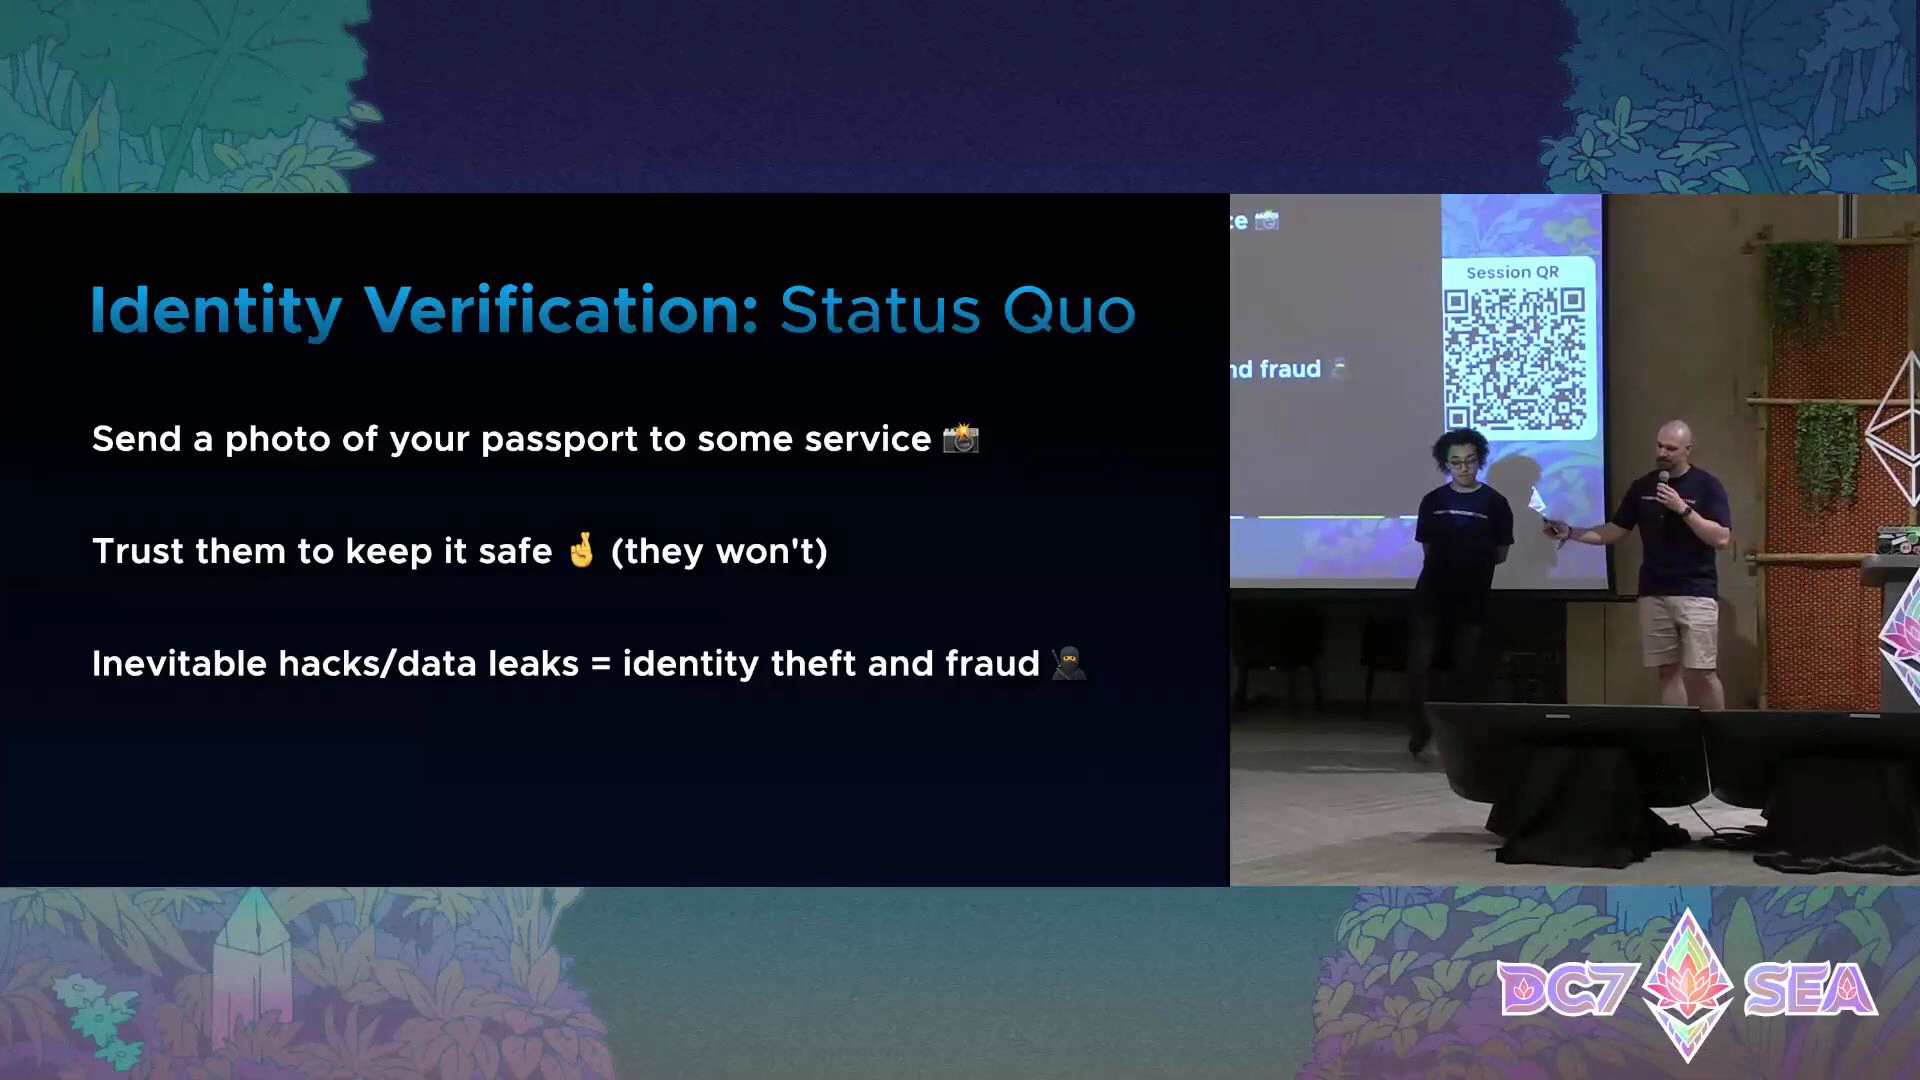 Identity Verification: Status Quo
Send a photo of your passport to some service 📸
Trust them to keep it safe 🤞 (they won't)
Inevitable hacks/data leaks = identity theft and fraud 🥷
ce 📸
nd fraud 🥷
Session QR
DC7 SEA